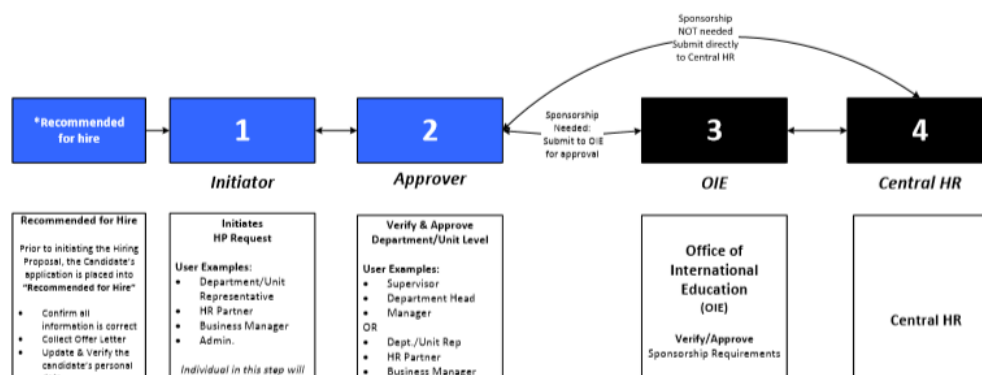 Sponsorship
NOT needed
Submit directly
to Central HR
*Recommended
for hire
1
2
Sponsorship
Needed:
Submit to OIE
for approval
3
4
Initiator
Approver
OIE
Central HR
Recommended for Hire
Prior to initiating the Hiring
Proposal, the Candidate's
application is placed into
"Recommended for Hire"
• Confirm all
information is correct
• Collect Offer Letter
• Update & Verify the
candidate's personal
Initiates
HP Request
User Examples:
• Department/Unit
Representative
• HR Partner
• Business Manager
• Admin.
Individual in this step will
Verify & Approve
Department/Unit Level
User Examples:
• Supervisor
• Department Head
• Manager
OR
• Dept./Unit Rep
• HR Partner
• Business Manager
Office of
International
Education
(OIE)
Verify/Approve
Sponsorship Requirements
Central HR